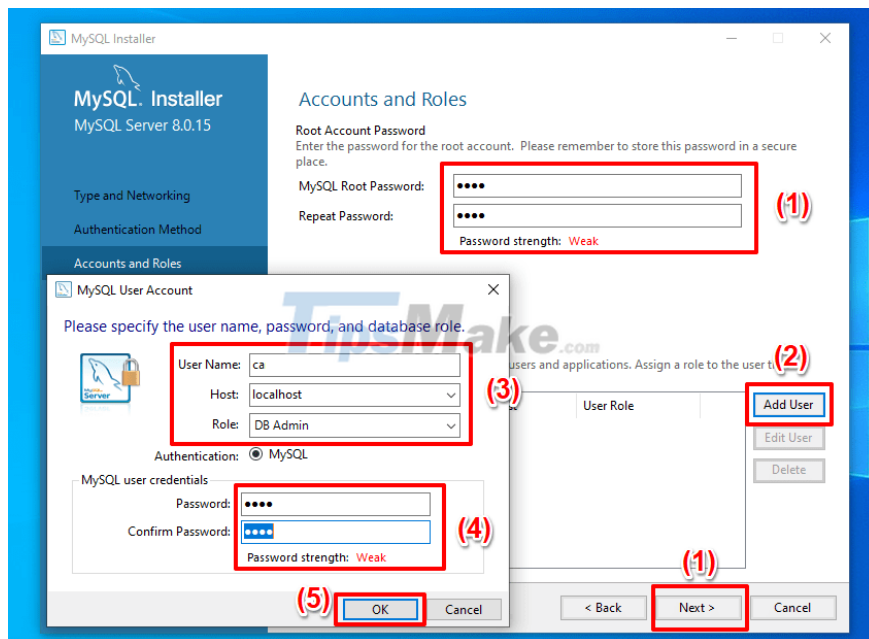 MySQL Installer
MySQL. Installer
MySQL Server 8.0.15
Type and Networking
Authentication Method
Accounts and Roles
Accounts and Roles
Root Account Password
Enter the password for the root account. Please remember to store this password in a secure
place.
MySQL Root Password: ●●●●
Repeat Password: ●●●●
Password strength: Weak
(1)
TipsMake.com
users and applications. Assign a role to the user t
(2)
User Role
Add User
Edit User
Delete
MySQL User Account
Please specify the user name, password, and database role.
MySQL
Server
User Name: ca
Host: localhost
Role: DB Admin
(3)
Authentication: MySQL
MySQL user credentials
Password: ●●●●
Confirm Password: ●●●●
Password strength: Weak
(4)
(5)
OK
Cancel
(1)
< Back
Next >
Cancel